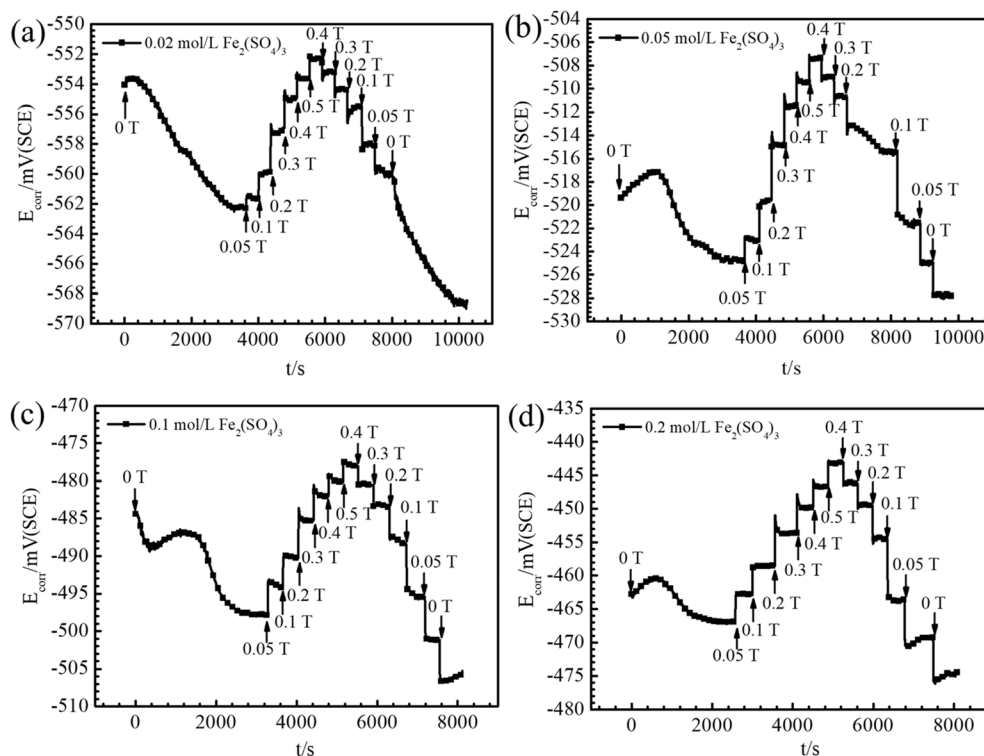 (a)
0.02 mol/L Fe2(SO4)3
-550
-552
-554
-556
-558
-560
-562
-564
-566
-568
-570
Ecorr/mV(SCE)
0 T
0.05 T
0.1 T
0.2 T
0.3 T
0.4 T
0.5 T
0.4 T
0.3 T
0.2 T
0.1 T
0.05 T
0 T
0 2000 4000 6000 8000 10000
t/s
(b)
0.05 mol/L Fe2(SO4)3
-504
-506
-508
-510
-512
-514
-516
-518
-520
-522
-524
-526
-528
-530
Ecorr/mV(SCE)
0 T
0.05 T
0.1 T
0.2 T
0.3 T
0.4 T
0.5 T
0.4 T
0.3 T
0.2 T
0.1 T
0.05 T
0 T
0 2000 4000 6000 8000 10000
t/s
(c)
0.1 mol/L Fe2(SO4)3
-470
-475
-480
-485
-490
-495
-500
-505
-510
Ecorr/mV(SCE)
0 T
0.05 T
0.1 T
0.2 T
0.3 T
0.4 T
0.5 T
0.4 T
0.3 T
0.2 T
0.1 T
0.05 T
0 T
0 2000 4000 6000 8000
t/s
(d)
0.2 mol/L Fe2(SO4)3
-435
-440
-445
-450
-455
-460
-465
-470
-475
-480
Ecorr/mV(SCE)
0 T
0.05 T
0.1 T
0.2 T
0.3 T
0.4 T
0.5 T
0.4 T
0.3 T
0.2 T
0.1 T
0.05 T
0 T
0 2000 4000 6000 8000
t/s